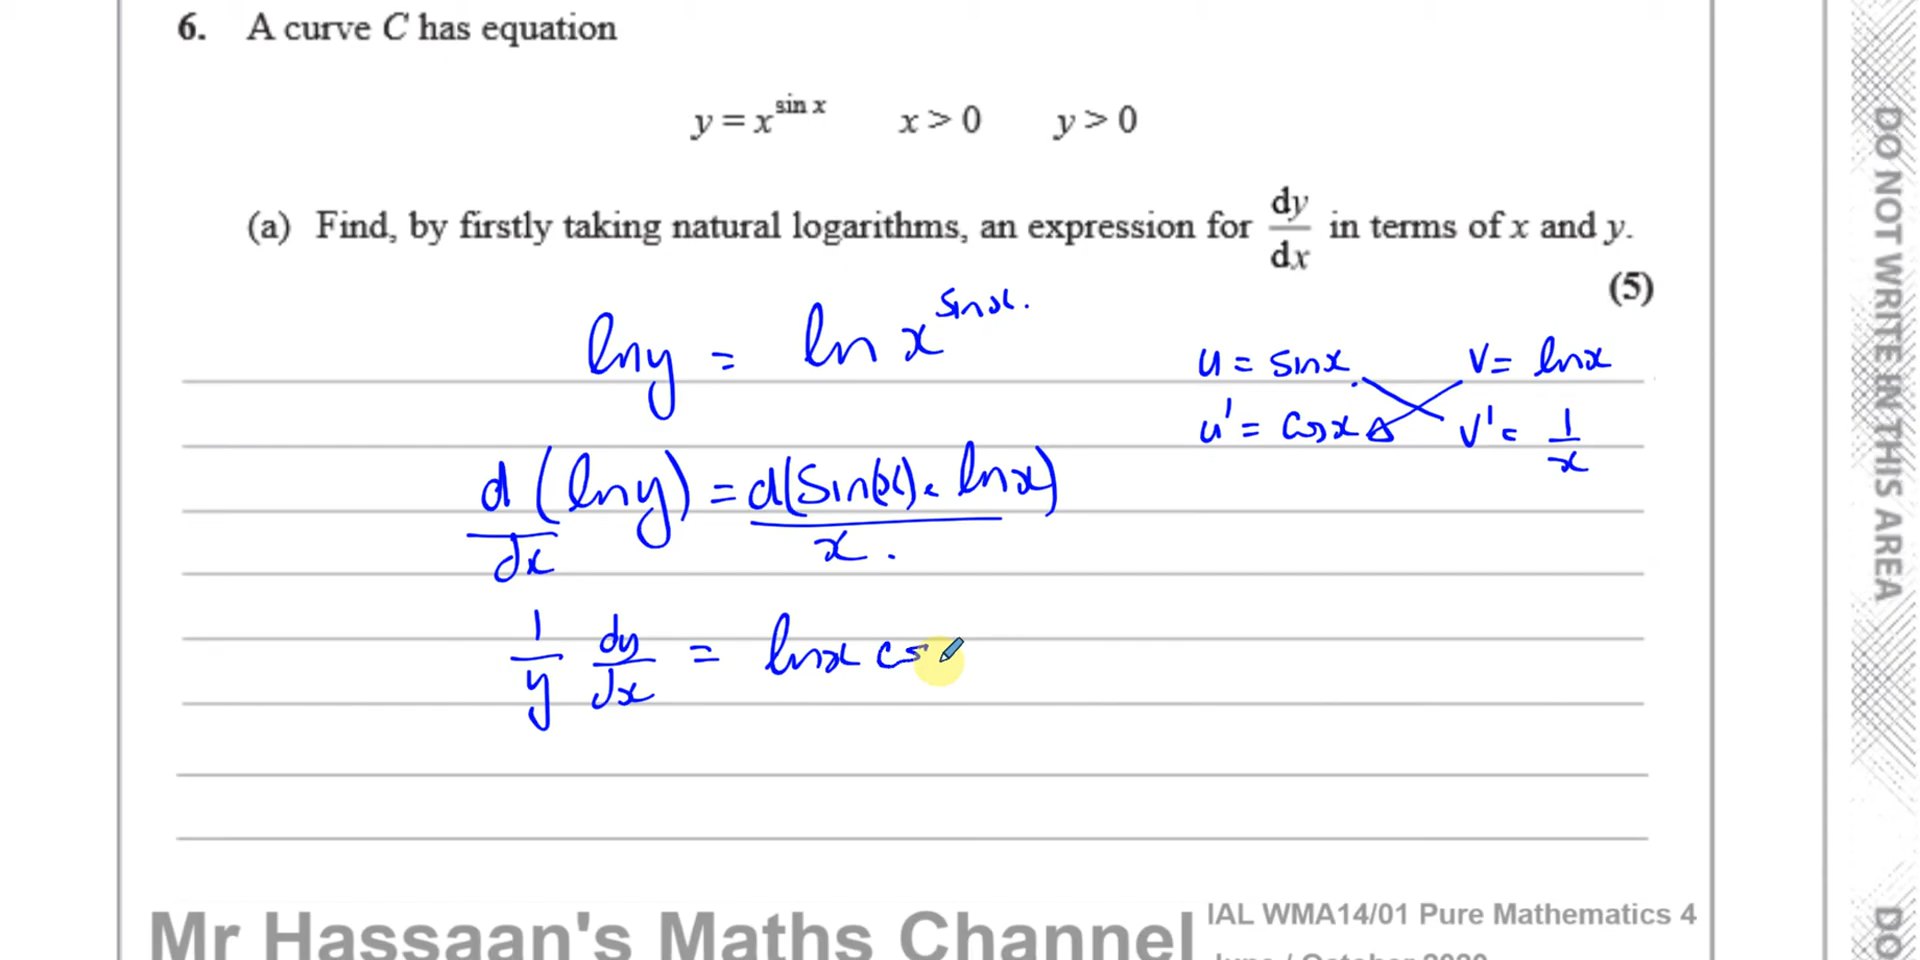 6. A curve C has equation
y = x^sin x x > 0 y > 0
(a) Find, by firstly taking natural logarithms, an expression for dy/dx in terms of x and y.
(5)
ln y = ln x^sin x.
u = sin x v = ln x
u' = cos x v' = 1/x
d/dx (ln y) = d(sin(x). ln x)/x.
1/y dy/dx = ln x cos
Mr Hassaan's Maths Channel
IAL WMA14/01 Pure Mathematics 4
DO NOT WRITE IN THIS AREA
DO